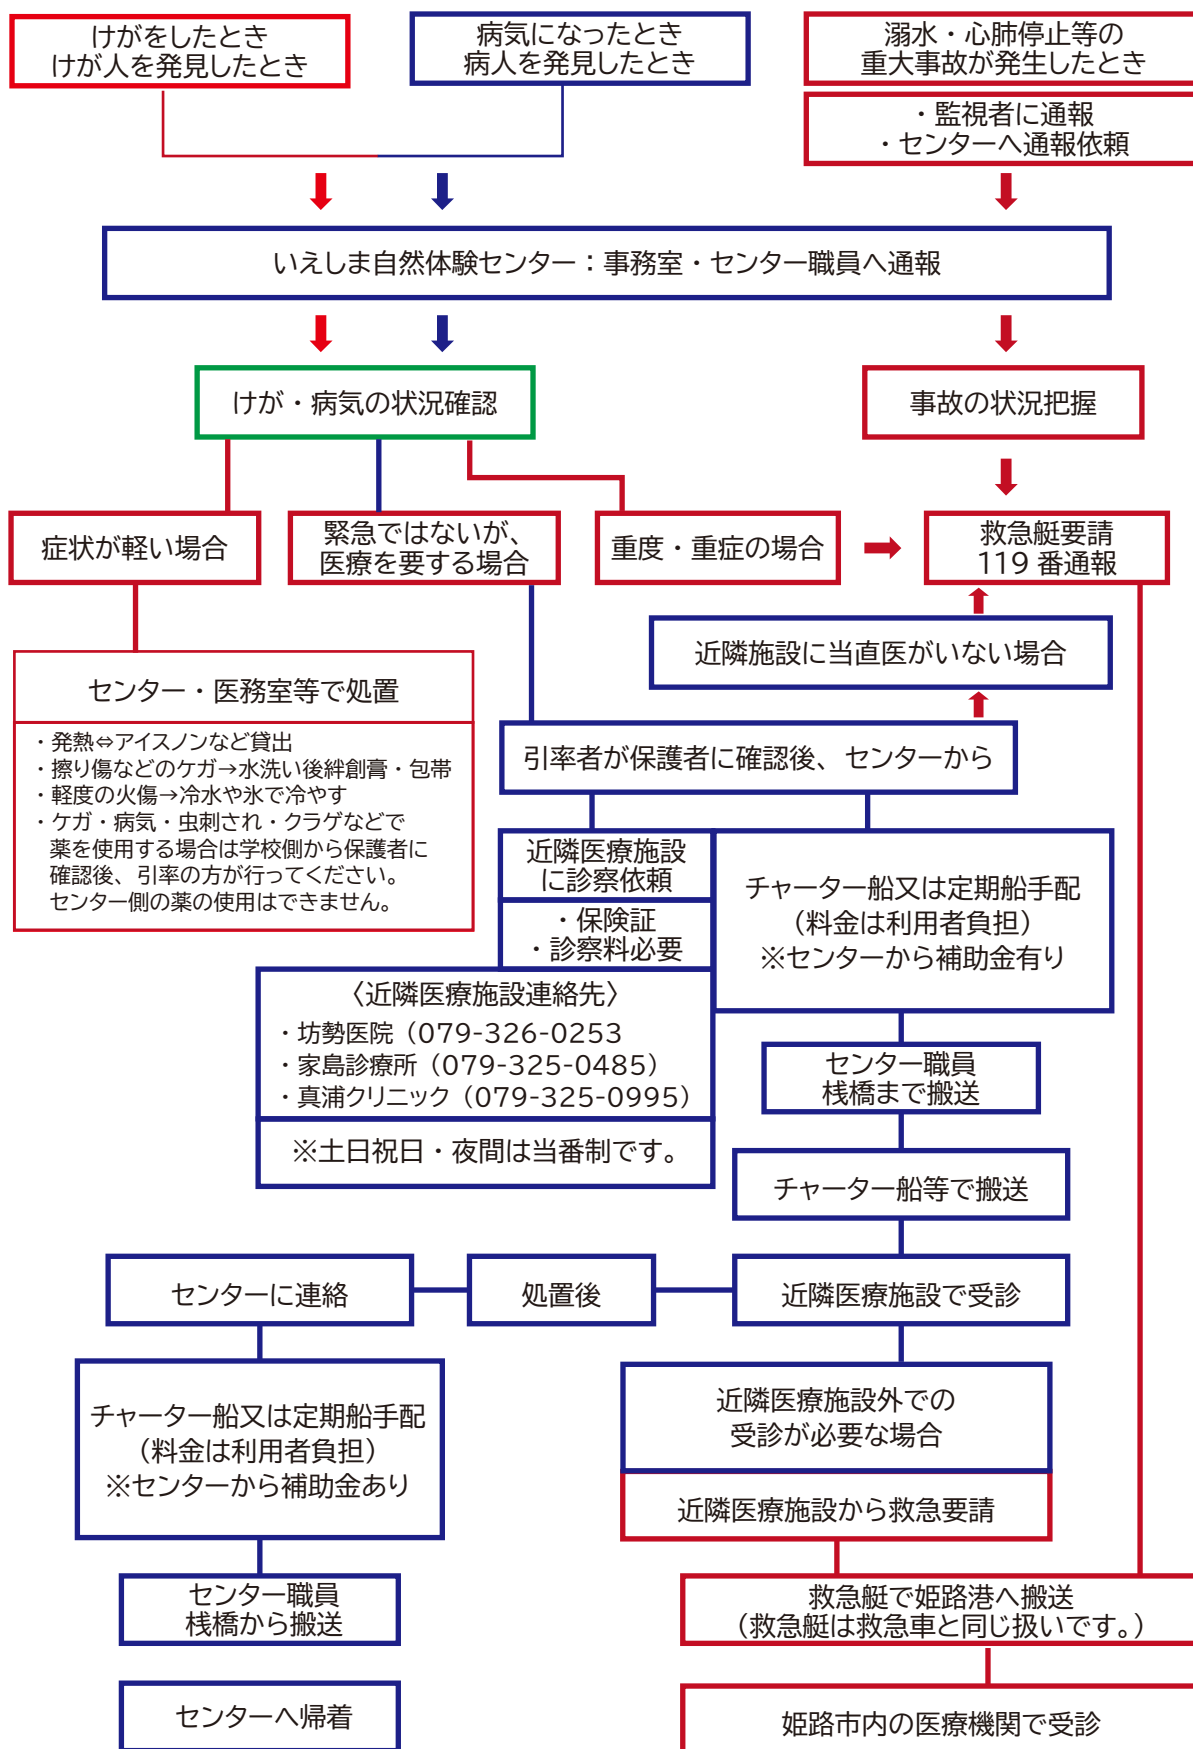 けがをしたとき
けが人を発見したとき
病気になったとき
病人を発見したとき
溺水・心肺停止等の
重大事故が発生したとき
・監視者に通報
・センターへ通報依頼
いえしま自然体験センター：事務室・センター職員へ通報
けが・病気の状況確認
事故の状況把握
症状が軽い場合
緊急ではないが、
医療を要する場合
重度・重症の場合
救急艇要請
119 番通報
近隣施設に当直医がいない場合
センター・医務室等で処置
・発熱⇔アイスノンなど貸出
・擦り傷などのケガ→水洗い後絆創膏・包帯
・軽度の火傷→冷水や氷で冷やす
・ケガ・病気・虫刺され・クラゲなどで
薬を使用する場合は学校側から保護者に
確認後、引率の方が行ってください。
センター側の薬の使用はできません。
引率者が保護者に確認後、センターから
近隣医療施設
に診察依頼
・保険証
・診察料必要
チャーター船又は定期船手配
（料金は利用者負担）
※センターから補助金有り
〈近隣医療施設連絡先〉
・坊勢医院（079-326-0253
・家島診療所（079-325-0485）
・真浦クリニック（079-325-0995）
※土日祝日・夜間は当番制です。
センター職員
桟橋まで搬送
チャーター船等で搬送
センターに連絡
処置後
近隣医療施設で受診
チャーター船又は定期船手配
（料金は利用者負担）
※センターから補助金あり
近隣医療施設外での
受診が必要な場合
近隣医療施設から救急要請
センター職員
桟橋から搬送
救急艇で姫路港へ搬送
（救急艇は救急車と同じ扱いです。）
センターへ帰着
姫路市内の医療機関で受診